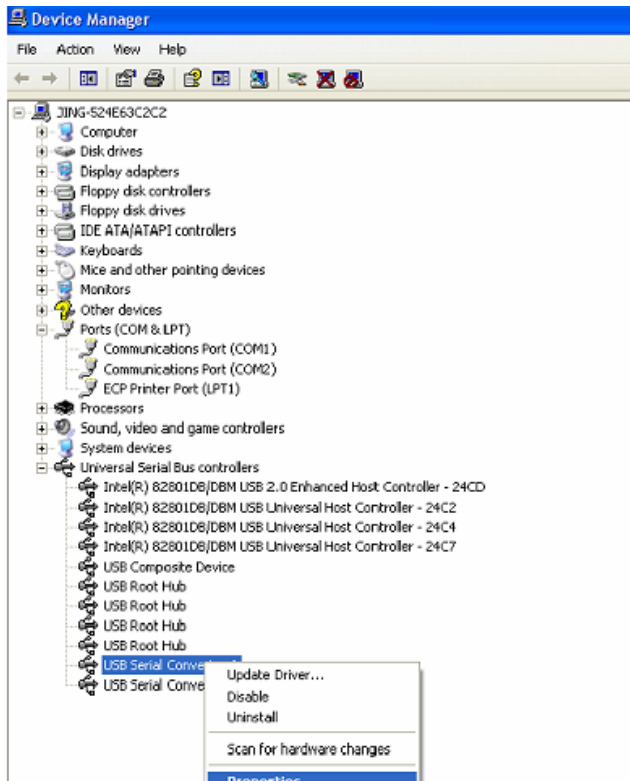 Device Manager
File Action View Help
JING-524E63C2C2
Computer
Disk drives
Display adapters
Floppy disk controllers
Floppy disk drives
IDE ATA/ATAPI controllers
Keyboards
Mice and other pointing devices
Monitors
Other devices
Ports (COM & LPT)
Communications Port (COM1)
Communications Port (COM2)
ECP Printer Port (LPT1)
Processors
Sound, video and game controllers
System devices
Universal Serial Bus controllers
Intel(R) 82801DB/DBM USB 2.0 Enhanced Host Controller - 24CD
Intel(R) 82801DB/DBM USB Universal Host Controller - 24C2
Intel(R) 82801DB/DBM USB Universal Host Controller - 24C4
Intel(R) 82801DB/DBM USB Universal Host Controller - 24C7
USB Composite Device
USB Root Hub
USB Root Hub
USB Root Hub
USB Root Hub
USB Serial
USB Serial Conve
Update Driver...
Disable
Uninstall
Scan for hardware changes
Properties